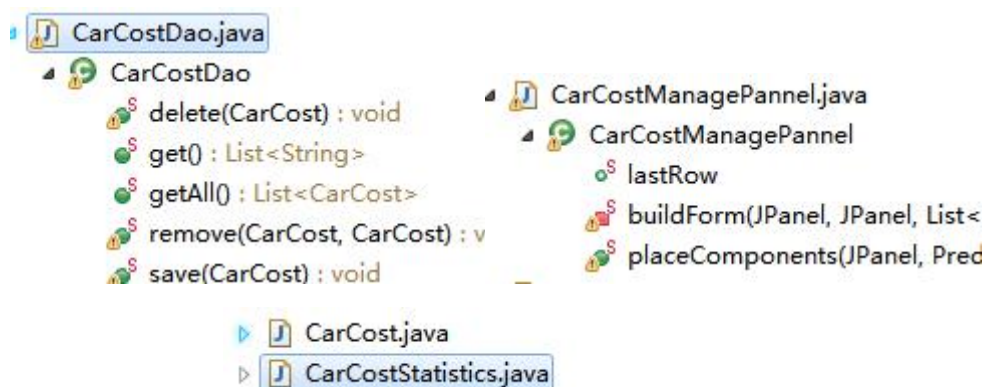 CarCostDao.java
CarCostDao
delete(CarCost) : void
get() : List<String>
getAll() : List<CarCost>
remove(CarCost, CarCost) : v
save(CarCost) : void
CarCostManagePannel.java
CarCostManagePannel
lastRow
buildForm(JPanel, JPanel, List<
placeComponents(JPanel, Pred
CarCost.java
CarCostStatistics.java